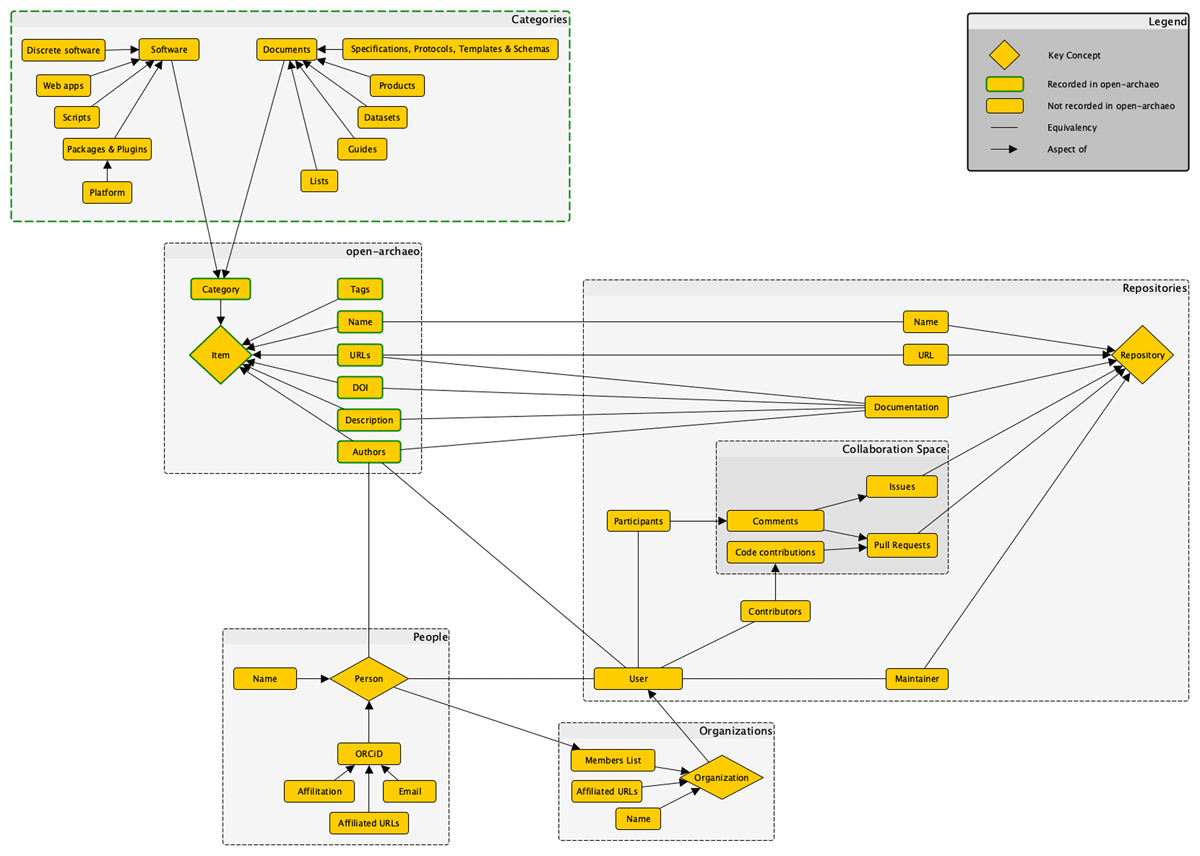 Categories
Discrete software
Software
Documents
Specifications, Protocols, Templates & Schemas
Web apps
Products
Scripts
Datasets
Packages & Plugins
Guides
Lists
Platform
Legend
Key Concept
Recorded in open-archaeo
Not recorded in open-archaeo
Equivalency
Aspect of
open-archaeo
Category
Tags
Name
Item
URLs
DOI
Description
Authors
Repositories
Name
URL
Repository
Documentation
Collaboration Space
Issues
Participants
Comments
Pull Requests
Code contributions
Contributors
User
Maintainer
People
Name
Person
ORCiD
Affilitation
Email
Affiliated URLs
Organizations
Members List
Organization
Affiliated URLs
Name